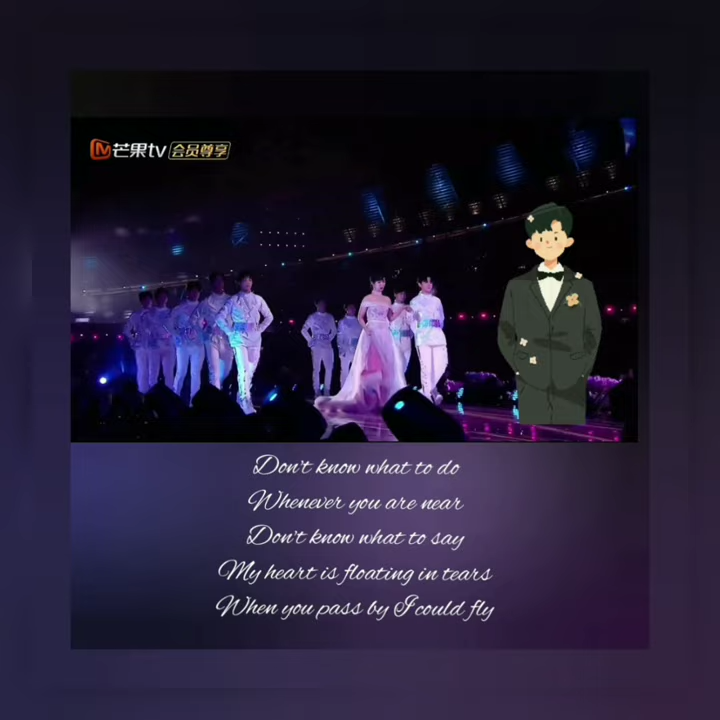 芒果tv 会员尊享
Don't know what to do
Whenever you are near
Don't know what to say
My heart is floating in tears
When you pass by I could fly